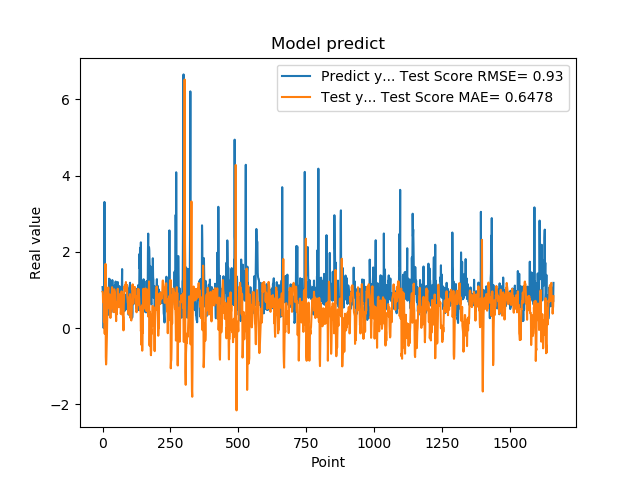 Model predict
Predict y... Test Score RMSE= 0.93
Test y... Test Score MAE= 0.6478
Real value
6
4
2
0
−2
0 250 500 750 1000 1250 1500
Point